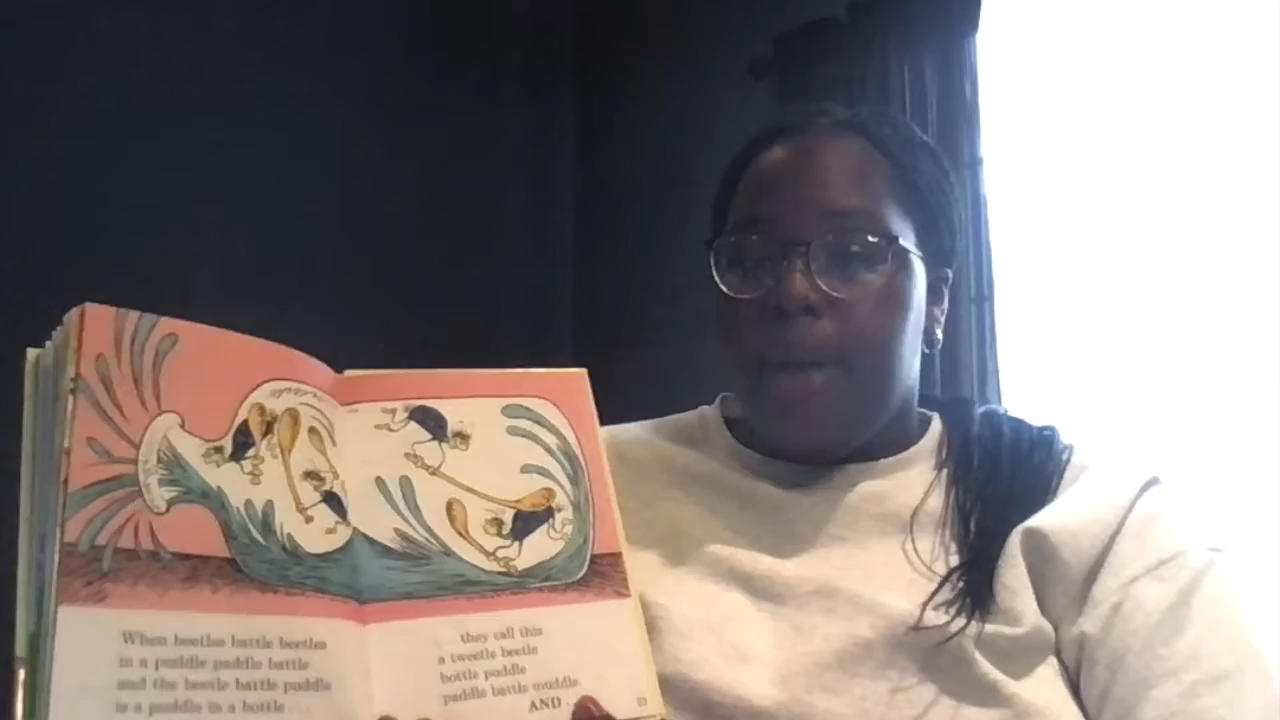 When beetles battle beetles
in a puddle paddle battle
and the beetle battle puddle
is a puddle in a bottle...
they call this
a tweetle beetle
bottle puddle
paddle battle muddle.
AND...